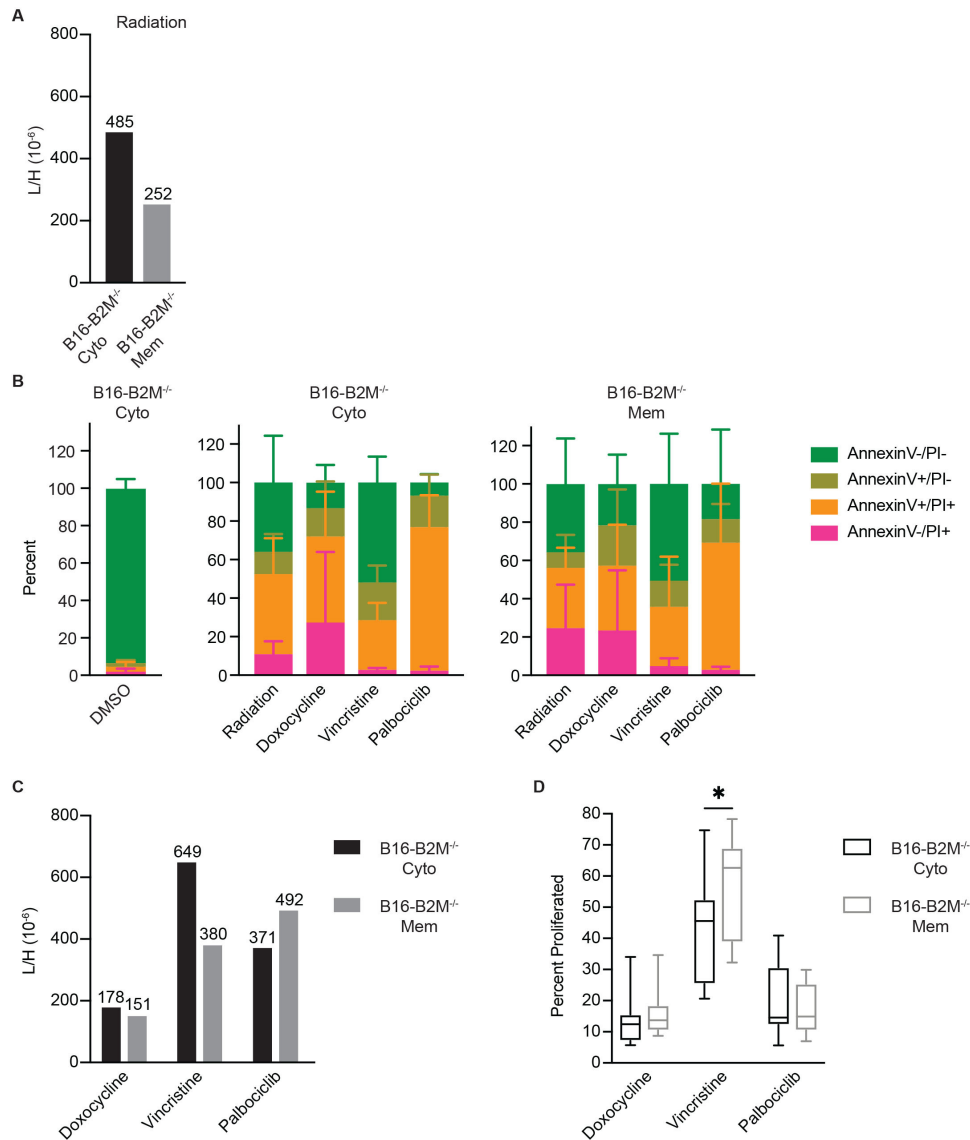 A
Radiation
800
600
400
200
0
L/H (10⁻⁶)
485
252
B16-B2M⁻/⁻
Cyto
B16-B2M⁻/⁻
Mem
B
B16-B2M⁻/⁻
Cyto
B16-B2M⁻/⁻
Cyto
B16-B2M⁻/⁻
Mem
Percent
120
100
80
60
40
20
0
DMSO
120
100
80
60
40
20
0
Radiation
Doxocycline
Vincristine
Palbociclib
120
100
80
60
40
20
0
Radiation
Doxocycline
Vincristine
Palbociclib
AnnexinV-/PI-
AnnexinV+/PI-
AnnexinV+/PI+
AnnexinV-/PI+
C
800
600
400
200
0
L/H (10⁻⁶)
178
151
649
380
371
492
Doxocycline
Vincristine
Palbociclib
B16-B2M⁻/⁻
Cyto
B16-B2M⁻/⁻
Mem
D
80
70
60
50
40
30
20
10
0
Percent Proliferated
*
Doxocycline
Vincristine
Palbociclib
B16-B2M⁻/⁻
Cyto
B16-B2M⁻/⁻
Mem